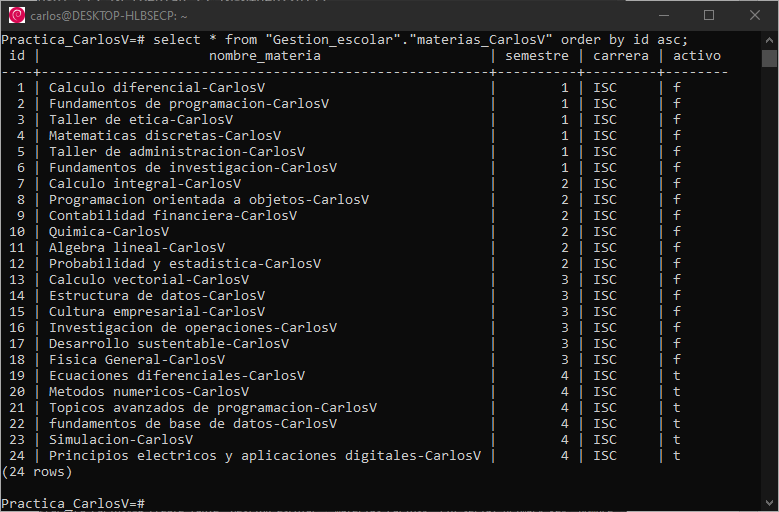 carlos@DESKTOP-HLBSECP: ~
Practica_CarlosV=# select * from "Gestion_escolar"."materias_CarlosV" order by id asc;
 id |                     nombre_materia                     | semestre | carrera | activo
----+--------------------------------------------------------+----------+---------+--------
  1 | Calculo diferencial-CarlosV                            |        1 | ISC     | f
  2 | Fundamentos de programacion-CarlosV                    |        1 | ISC     | f
  3 | Taller de etica-CarlosV                                |        1 | ISC     | f
  4 | Matematicas discretas-CarlosV                          |        1 | ISC     | f
  5 | Taller de administracion-CarlosV                       |        1 | ISC     | f
  6 | Fundamentos de investigacion-CarlosV                   |        1 | ISC     | f
  7 | Calculo integral-CarlosV                               |        2 | ISC     | f
  8 | Programacion orientada a objetos-CarlosV               |        2 | ISC     | f
  9 | Contabilidad financiera-CarlosV                        |        2 | ISC     | f
 10 | Quimica-CarlosV                                        |        2 | ISC     | f
 11 | Algebra lineal-CarlosV                                 |        2 | ISC     | f
 12 | Probabilidad y estadistica-CarlosV                     |        2 | ISC     | f
 13 | Calculo vectorial-CarlosV                              |        3 | ISC     | f
 14 | Estructura de datos-CarlosV                            |        3 | ISC     | f
 15 | Cultura empresarial-CarlosV                            |        3 | ISC     | f
 16 | Investigacion de operaciones-CarlosV                   |        3 | ISC     | f
 17 | Desarrollo sustentable-CarlosV                         |        3 | ISC     | f
 18 | Fisica General-CarlosV                                 |        3 | ISC     | f
 19 | Ecuaciones diferenciales-CarlosV                       |        4 | ISC     | t
 20 | Metodos numericos-CarlosV                              |        4 | ISC     | t
 21 | Topicos avanzados de programacion-CarlosV              |        4 | ISC     | t
 22 | fundamentos de base de datos-CarlosV                   |        4 | ISC     | t
 23 | Simulacion-CarlosV                                     |        4 | ISC     | t
 24 | Principios electricos y aplicaciones digitales-CarlosV |        4 | ISC     | t
(24 rows)
Practica_CarlosV=#